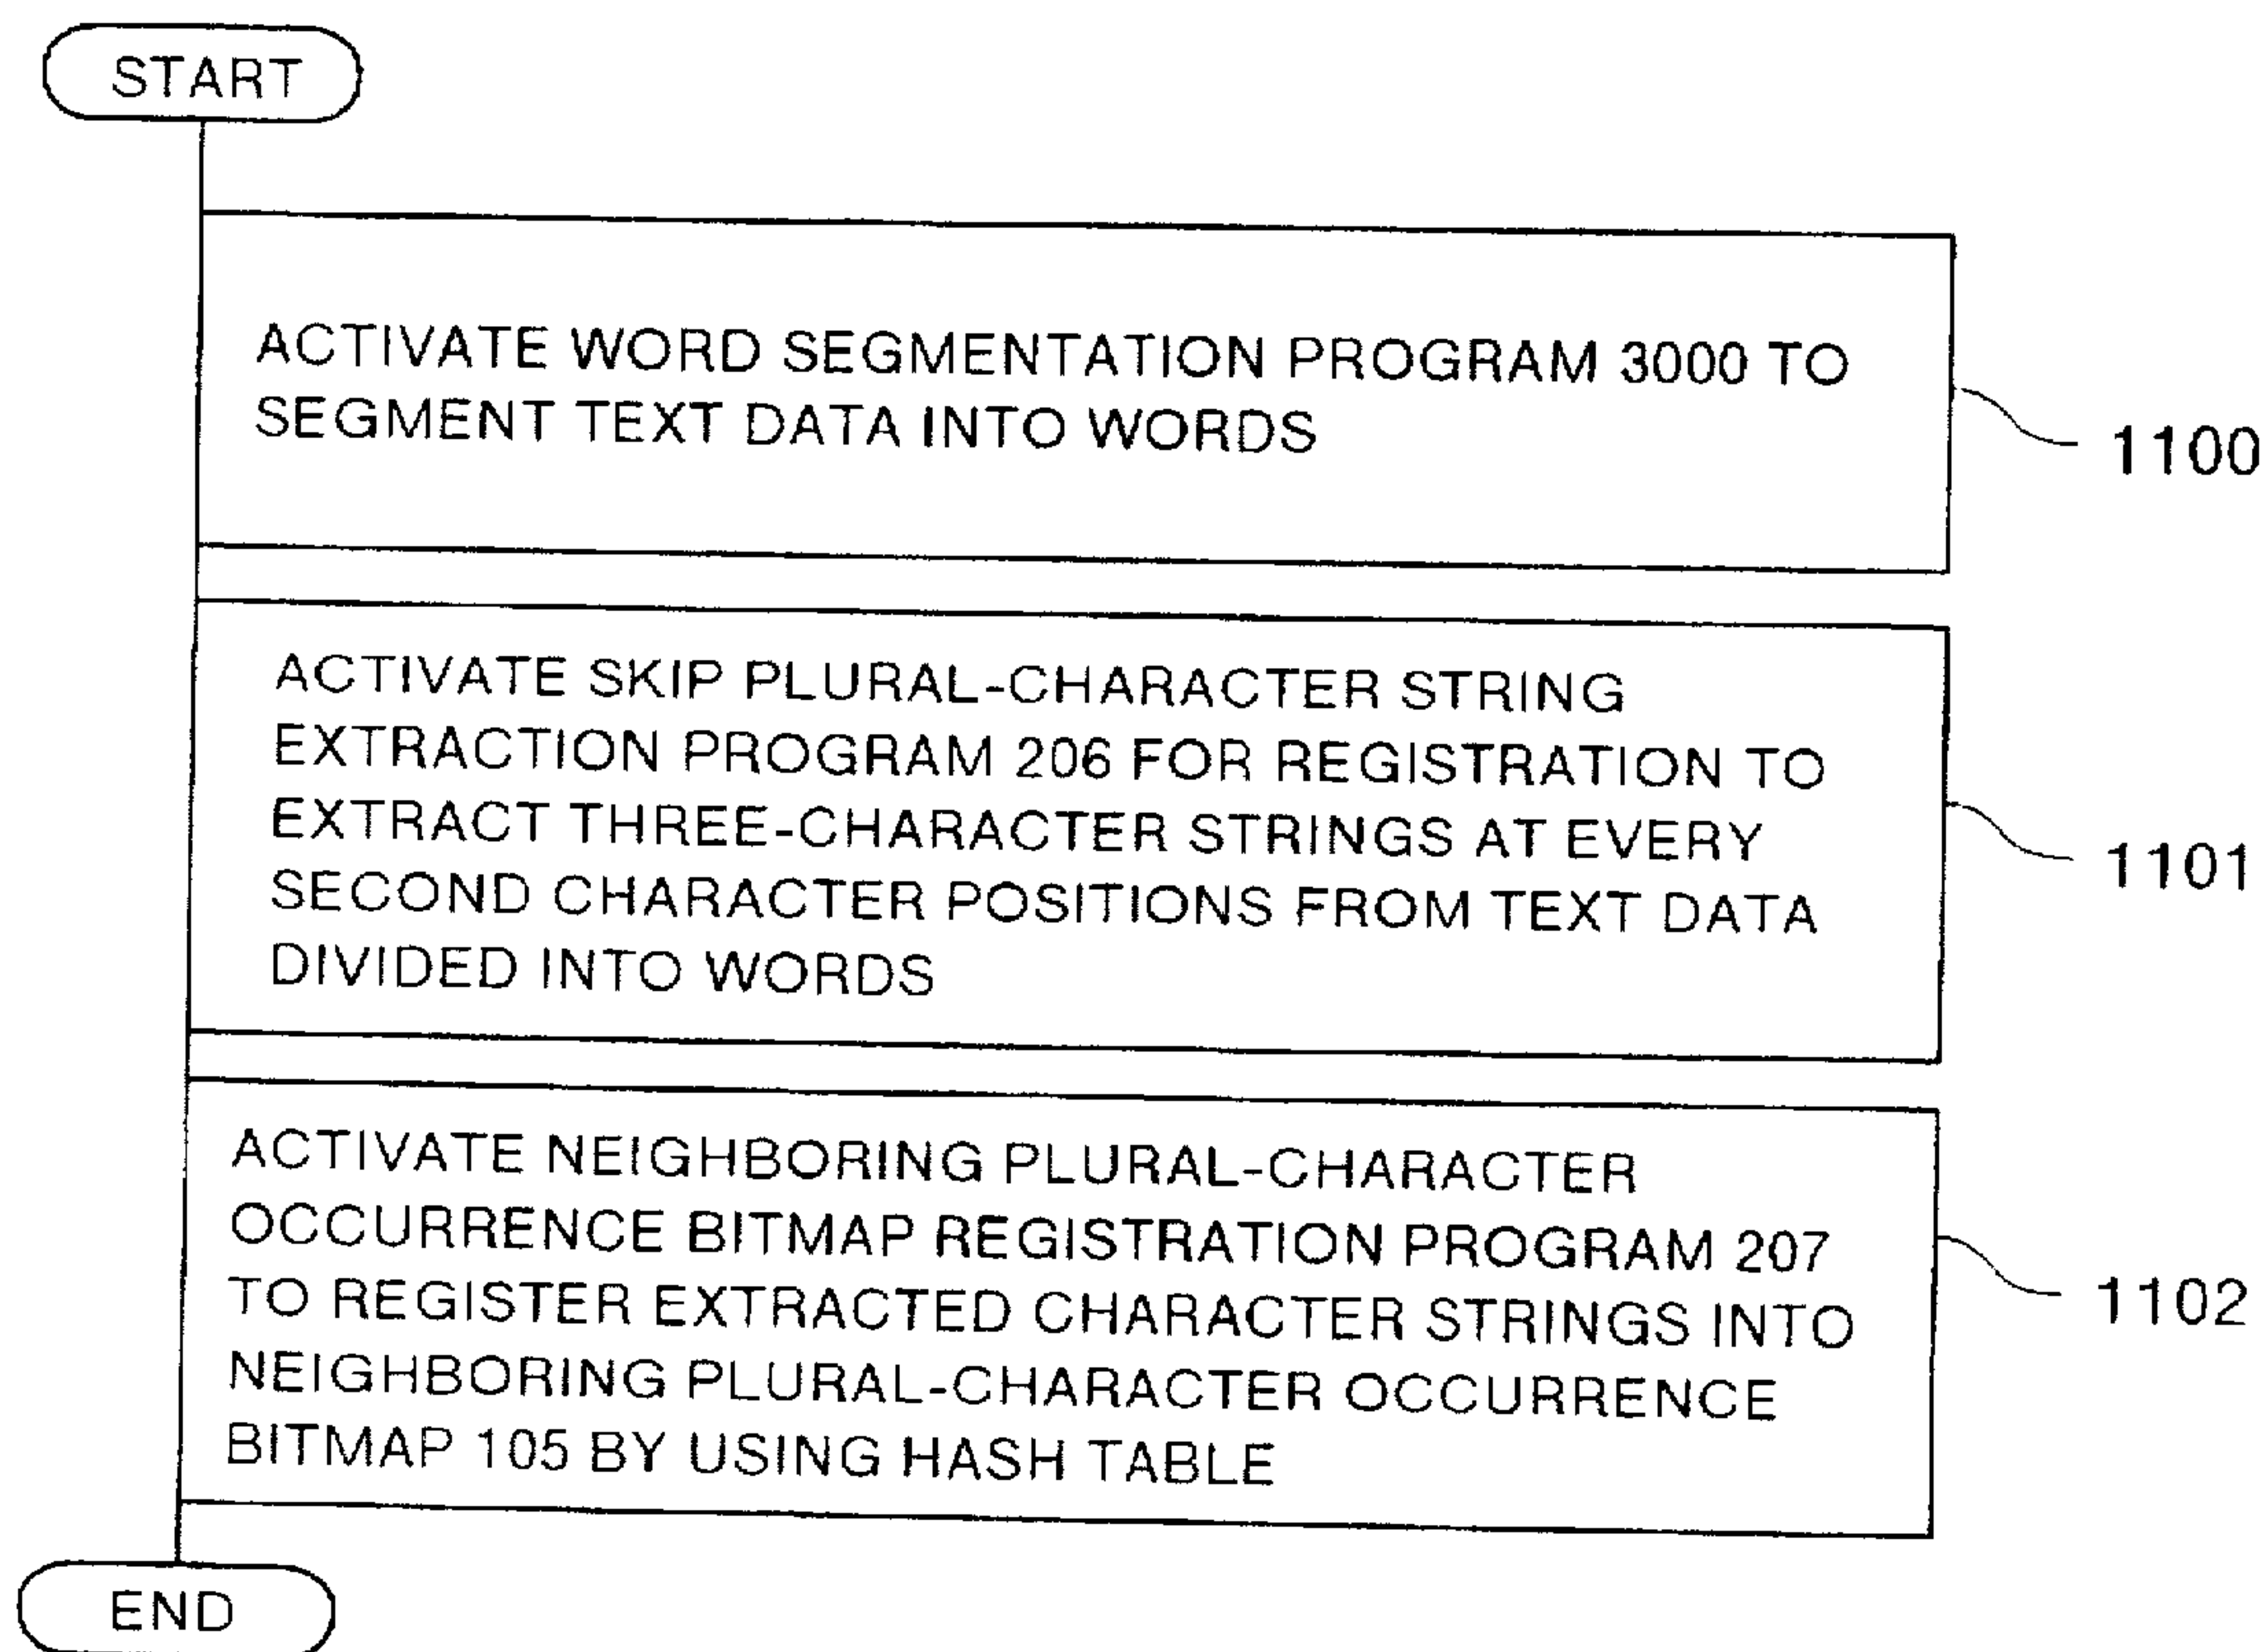 START
ACTIVATE WORD SEGMENTATION PROGRAM 3000 TO
SEGMENT TEXT DATA INTO WORDS
1100
ACTIVATE SKIP PLURAL-CHARACTER STRING
EXTRACTION PROGRAM 206 FOR REGISTRATION TO
EXTRACT THREE-CHARACTER STRINGS AT EVERY
SECOND CHARACTER POSITIONS FROM TEXT DATA
DIVIDED INTO WORDS
1101
ACTIVATE NEIGHBORING PLURAL-CHARACTER
OCCURRENCE BITMAP REGISTRATION PROGRAM 207
TO REGISTER EXTRACTED CHARACTER STRINGS INTO
NEIGHBORING PLURAL-CHARACTER OCCURRENCE
BITMAP 105 BY USING HASH TABLE
1102
END